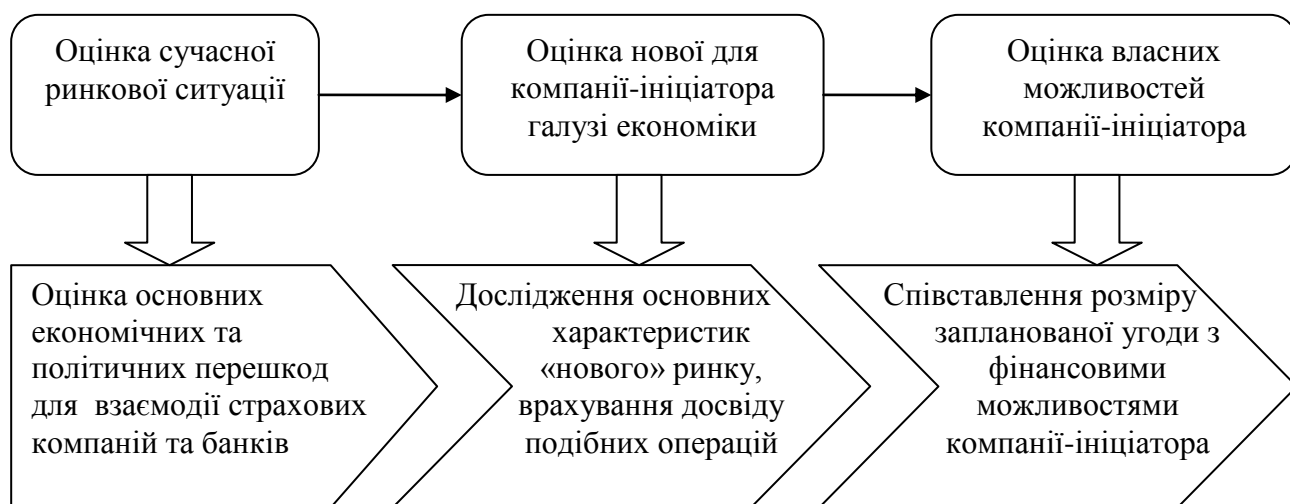 Оцінка сучасної
ринкової ситуації
Оцінка нової для
компанії-ініціатора
галузі економіки
Оцінка власних
можливостей
компанії-ініціатора
Оцінка основних
економічних та
політичних перешкод
для взаємодії страхових
компаній та банків
Дослідження основних
характеристик
«нового» ринку,
врахування досвіду
подібних операцій
Співставлення розміру
запланованої угоди з
фінансовими
можливостями
компанії-ініціатора